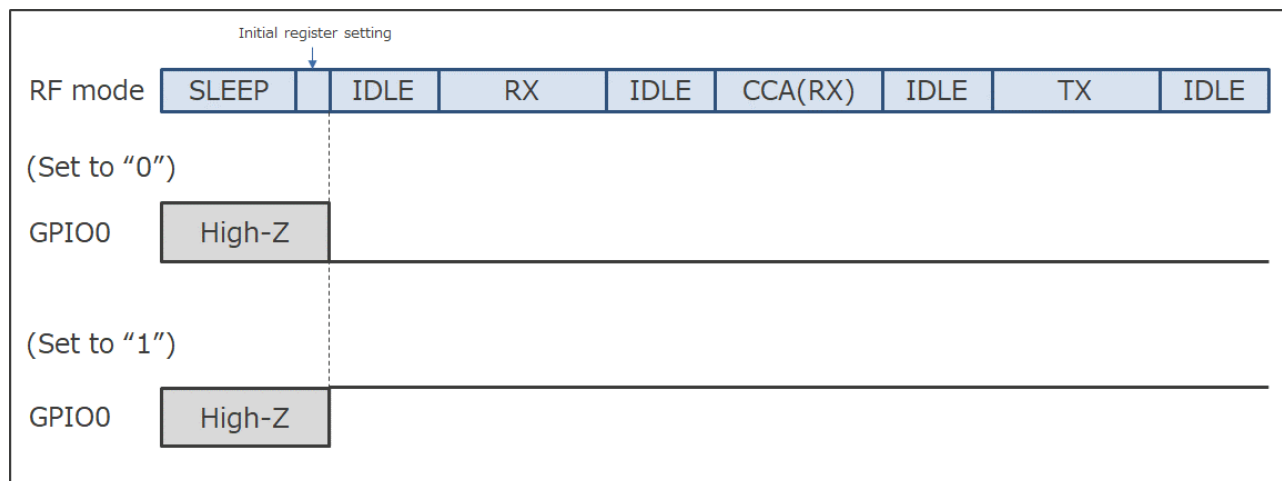 Initial register setting
RF mode SLEEP IDLE RX IDLE CCA(RX) IDLE TX IDLE
(Set to “0”)
GPIO0 High-Z
(Set to “1”)
GPIO0 High-Z